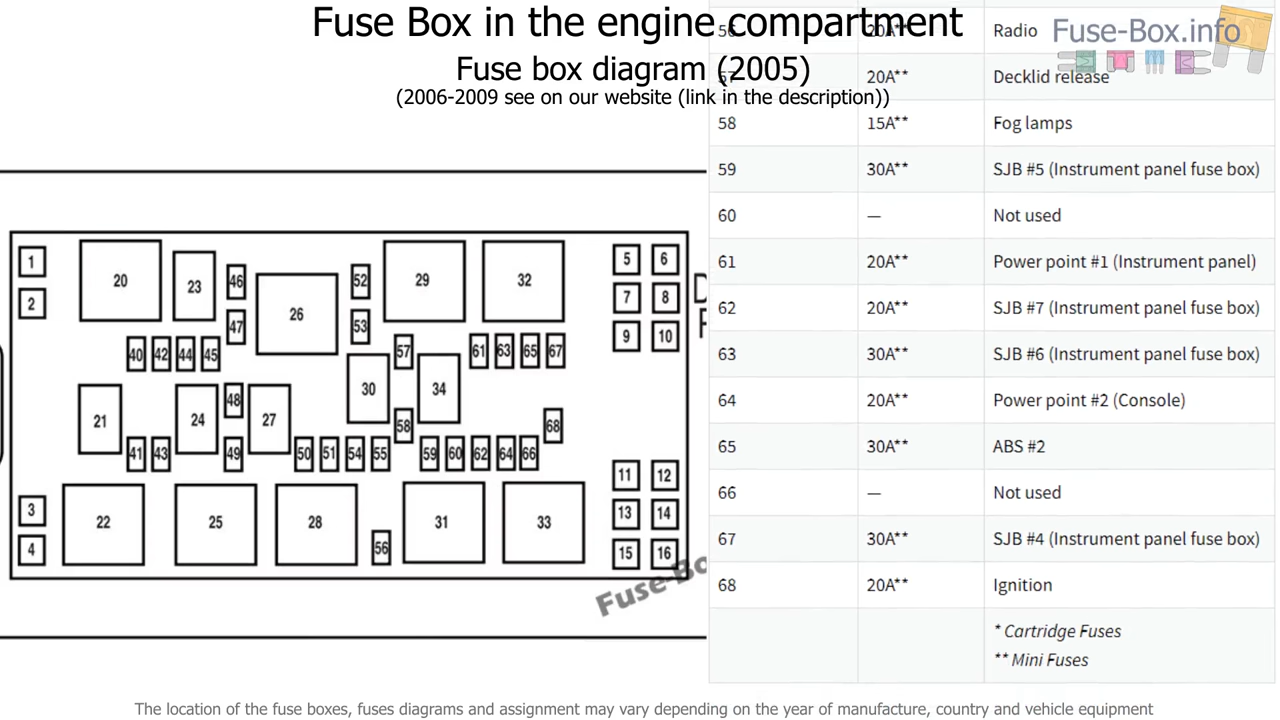 Fuse Box in the engine compartment
Fuse box diagram (2005)
(2006-2009 see on our website (link in the description))
Fuse-Box.info
56 20A** Radio
57 20A** Decklid release
58 15A** Fog lamps
59 30A** SJB #5 (Instrument panel fuse box)
60 — Not used
61 20A** Power point #1 (Instrument panel)
62 20A** SJB #7 (Instrument panel fuse box)
63 30A** SJB #6 (Instrument panel fuse box)
64 20A** Power point #2 (Console)
65 30A** ABS #2
66 — Not used
67 30A** SJB #4 (Instrument panel fuse box)
68 20A** Ignition
* Cartridge Fuses
** Mini Fuses
1 20 23 46 26 52 29 32 5 6
2 47 53 7 8
40 42 44 45 57 61 63 65 67 9 10
21 24 48 27 30 34
58 68
41 43 49 50 51 54 55 59 60 62 64 66 11 12
3 22 25 28 31 33 13 14
4 56 15 16
Fuse-Bo
The location of the fuse boxes, fuses diagrams and assignment may vary depending on the year of manufacture, country and vehicle equipment